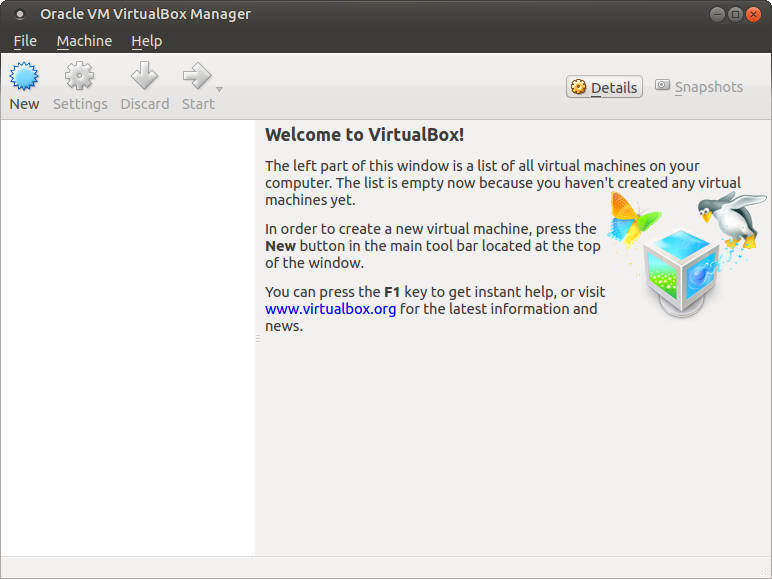 Oracle VM VirtualBox Manager
File Machine Help
New Settings Discard Start Details Snapshots
Welcome to VirtualBox!
The left part of this window is a list of all virtual machines on your
computer. The list is empty now because you haven't created any virtual
machines yet.
In order to create a new virtual machine, press the
New button in the main tool bar located at the top
of the window.
You can press the F1 key to get instant help, or visit
www.virtualbox.org for the latest information and
news.